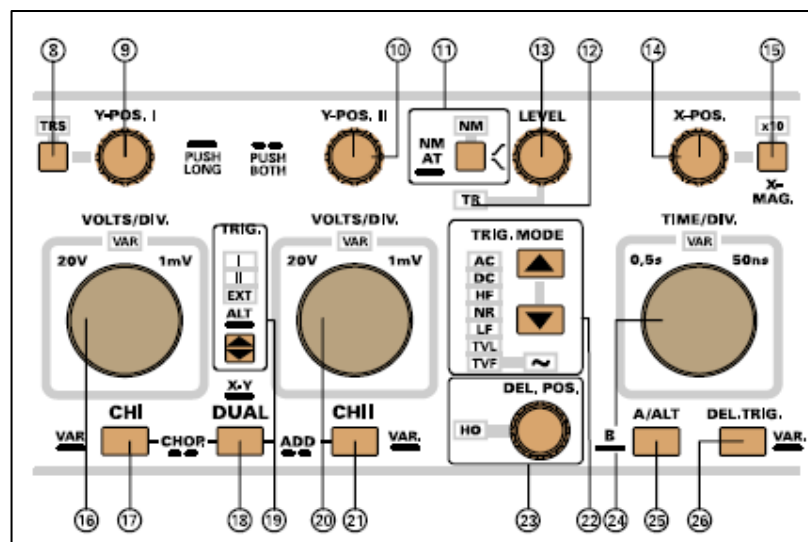 8 9 10 11 13 12 14 15
TRS
Y-POS. I
PUSH LONG
PUSH BOTH
Y-POS. II
NM AT
NM
LEVEL
TR
X-POS.
x10
X-MAG.
VOLTS/DIV.
VAR
20V 1mV
TRIG.
I
II
EXT
ALT
VOLTS/DIV.
VAR
20V 1mV
TRIG. MODE
AC
DC
HF
NR
LF
TVL
TVF
~
TIME/DIV.
VAR
0,5s 50ns
X-Y
CHI
DUAL
CHII
VAR
CHOP.
ADD
VAR.
DEL. POS.
HO
B
A/ALT
DEL.TRIG.
VAR.
16 17 18 19 20 21 23 22 24 25 26